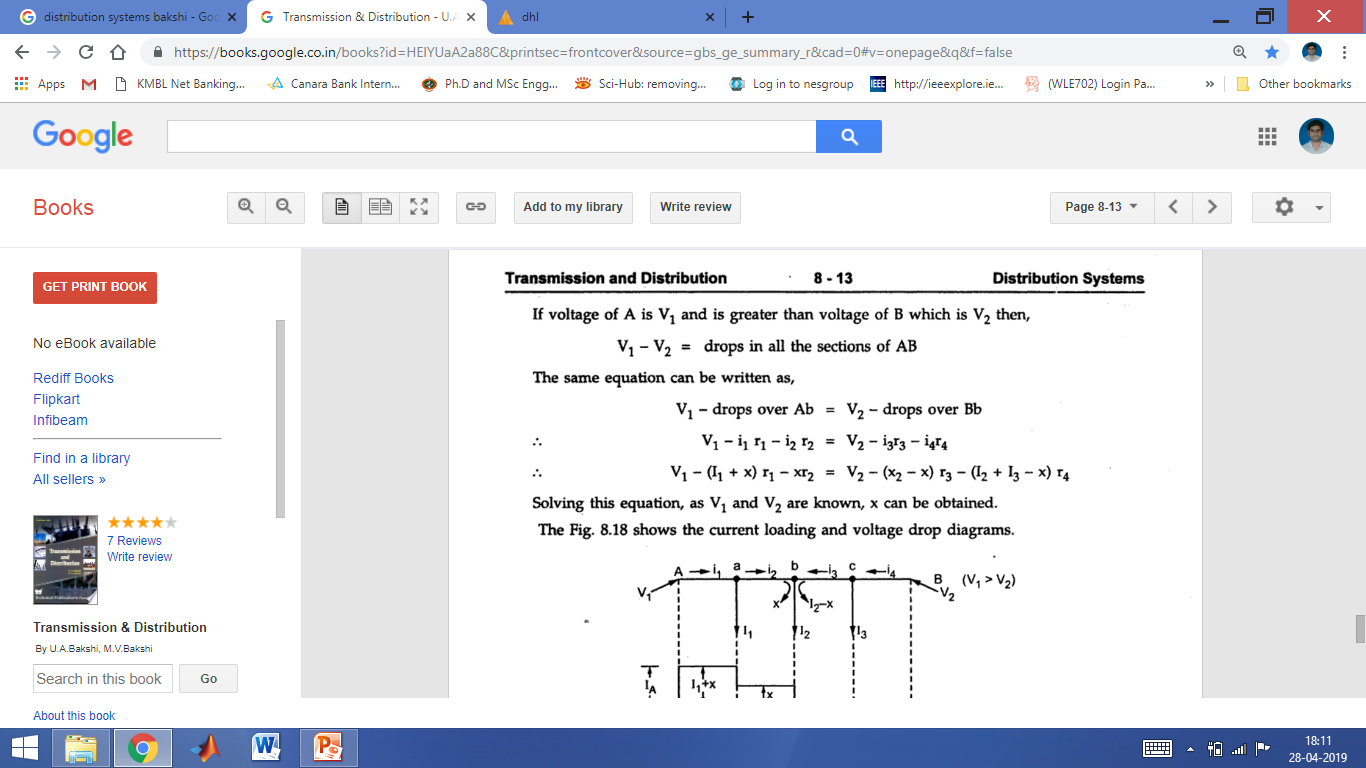 distribution systems bakshi - Goo
Transmission & Distribution - U.A
dhl
https://books.google.co.in/books?id=HEIYUaA2a88C&printsec=frontcover&source=gbs_ge_summary_r&cad=0#v=onepage&q&f=false
Apps
KMBL Net Banking...
Canara Bank Intern...
Ph.D and MSc Engg...
Sci-Hub: removing...
Log in to nesgroup
IEEE http://ieeexplore.ie...
(WLE702) Login Pa...
»
Other bookmarks
Google
Books
Add to my library
Write review
Page 8-13
GET PRINT BOOK
No eBook available
Rediff Books
Flipkart
Infibeam
Find in a library
All sellers »
Transmission and Distribution
7 Reviews
Write review
Transmission & Distribution
By U.A.Bakshi, M.V.Bakshi
Search in this book
Go
About this book
Transmission and Distribution 8 - 13 Distribution Systems
If voltage of A is V₁ and is greater than voltage of B which is V₂ then,
V₁ – V₂ = drops in all the sections of AB
The same equation can be written as,
V₁ – drops over Ab = V₂ – drops over Bb
∴ V₁ – i₁ r₁ – i₂ r₂ = V₂ – i₃r₃ – i₄r₄
∴ V₁ – (I₁ + x) r₁ – xr₂ = V₂ – (x₂ – x) r₃ – (I₂ + I₃ – x) r₄
Solving this equation, as V₁ and V₂ are known, x can be obtained.
The Fig. 8.18 shows the current loading and voltage drop diagrams.
A i₁ a i₂ b i₃ c i₄ B (V₁ > V₂)
V₁ x I₂–x V₂
I₁ I₂ I₃
I_A I₁+x x
18:11
28-04-2019